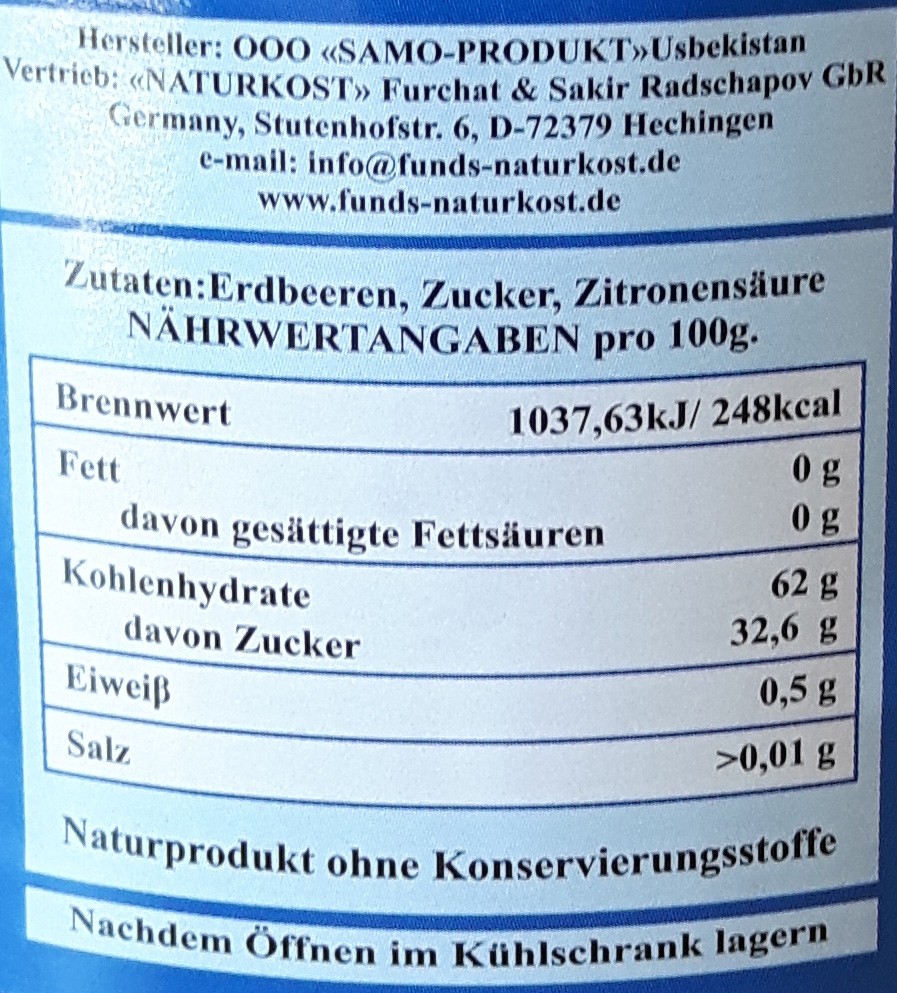 Hersteller: OOO «SAMO-PRODUKT»Usbekistan
Vertrieb: «NATURKOST» Furchat & Sakir Radschapov GbR
Germany, Stutenhofstr. 6, D-72379 Hechingen
e-mail: info@funds-naturkost.de
www.funds-naturkost.de
Zutaten:Erdbeeren, Zucker, Zitronensäure
NÄHRWERTANGABEN pro 100g.
Brennwert 1037,63kJ/ 248kcal
Fett 0 g
davon gesättigte Fettsäuren 0 g
Kohlenhydrate 62 g
davon Zucker 32,6 g
Eiweiß 0,5 g
Salz >0,01 g
Naturprodukt ohne Konservierungsstoffe
Nachdem Öffnen im Kühlschrank lagern